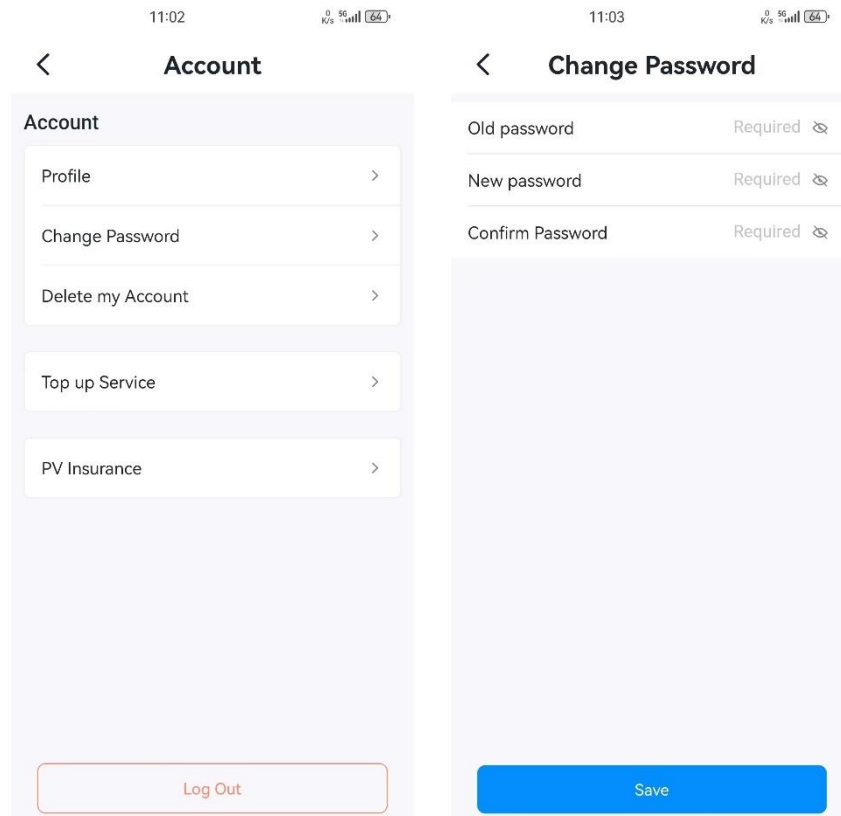 11:02
0 K/s 5G 64
Account
Account
Profile
Change Password
Delete my Account
Top up Service
PV Insurance
Log Out
11:03
0 K/s 5G 64
Change Password
Old password Required
New password Required
Confirm Password Required
Save